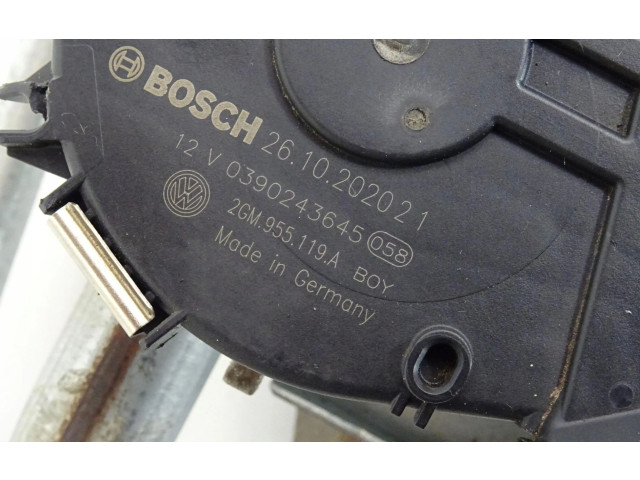 BOSCH 26.10.2020 21
12 V 0390243645 058
2GM.955.119.A BOY
Made in Germany